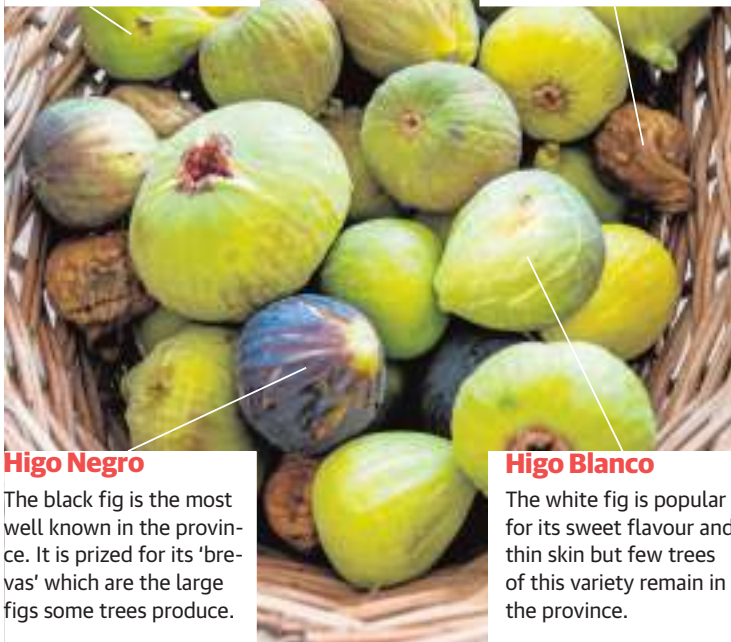 Higo Negro
The black fig is the most
well known in the provin-
ce. It is prized for its 'bre-
vas' which are the large
figs some trees produce.
Higo Blanco
The white fig is popular
for its sweet flavour and
thin skin but few trees
of this variety remain in
the province.